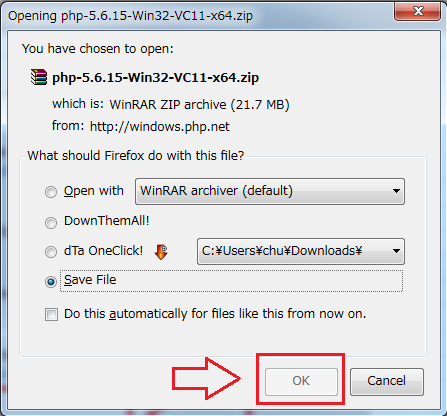 Opening php-5.6.15-Win32-VC11-x64.zip
You have chosen to open:
php-5.6.15-Win32-VC11-x64.zip
which is: WinRAR ZIP archive (21.7 MB)
from: http://windows.php.net
What should Firefox do with this file?
Open with WinRAR archiver (default)
DownThemAll!
dTa OneClick! C:¥Users¥chu¥Downloads¥
Save File
Do this automatically for files like this from now on.
OK Cancel